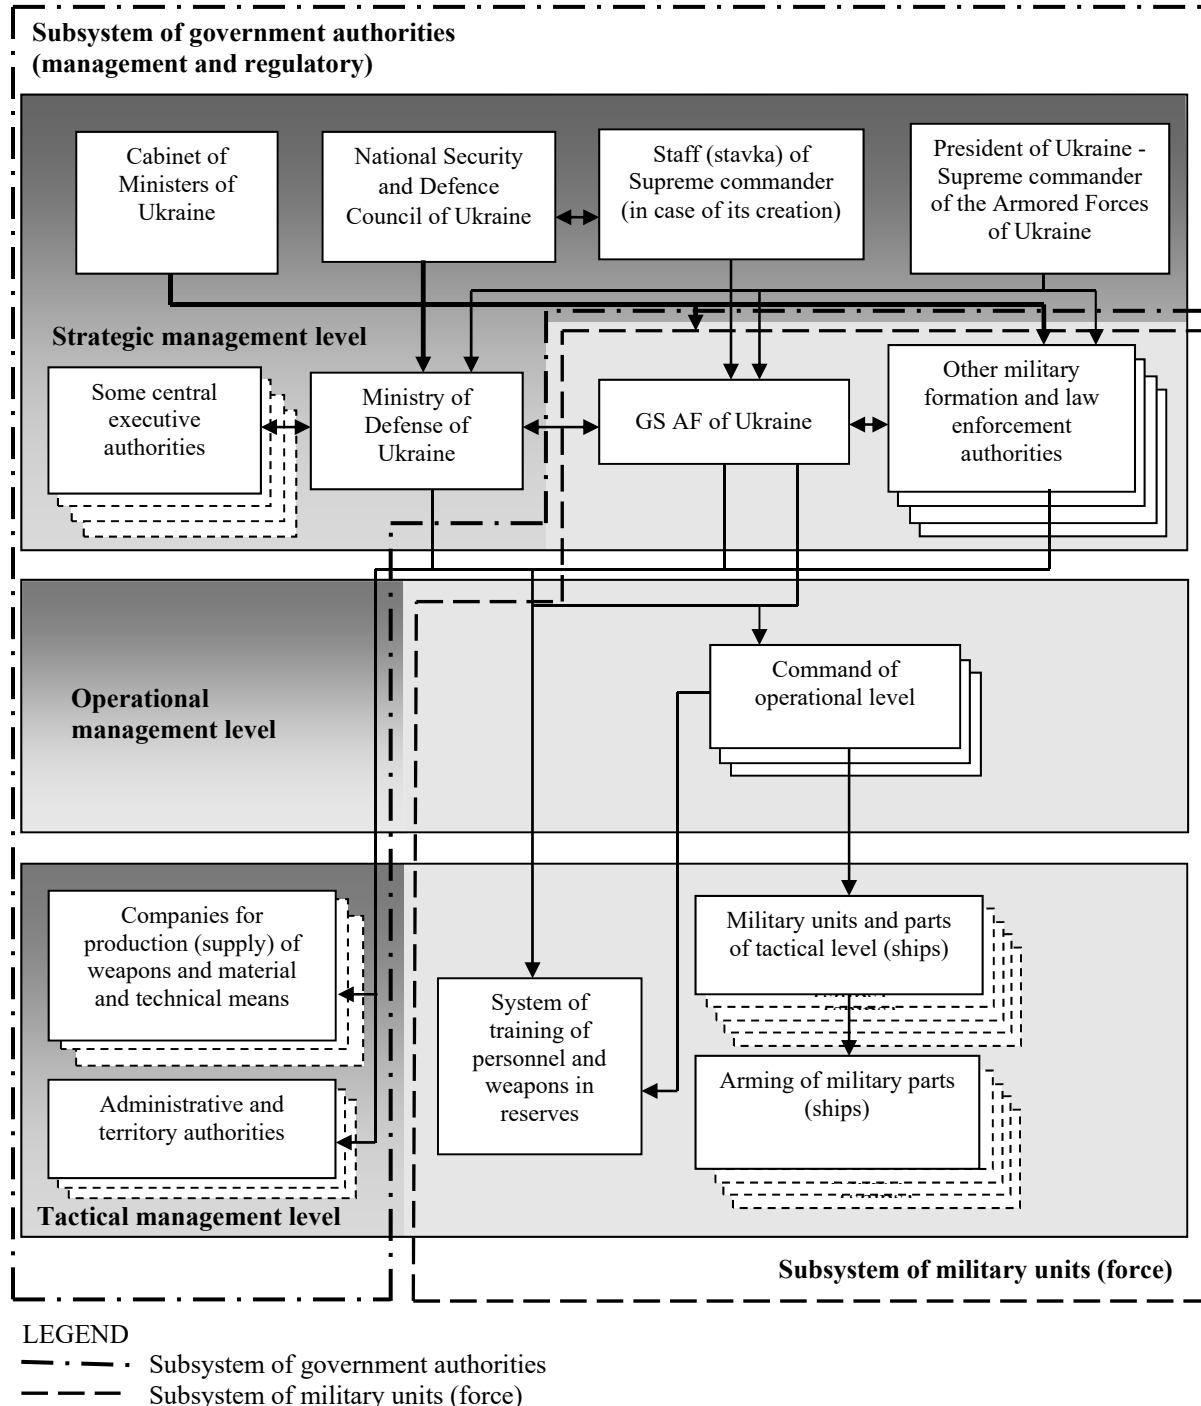 Subsystem of government authorities
(management and regulatory)
Cabinet of
Ministers of
Ukraine
National Security
and Defence
Council of Ukraine
Staff (stavka) of
Supreme commander
(in case of its creation)
President of Ukraine -
Supreme commander
of the Armored Forces
of Ukraine
Strategic management level
Some central
executive
authorities
Ministry of
Defense of
Ukraine
GS AF of Ukraine
Other military
formation and law
enforcement
authorities
Operational
management level
Command of
operational level
Companies for
production (supply) of
weapons and material
and technical means
Administrative and
territory authorities
Tactical management level
System of
training of
personnel and
weapons in
reserves
Military units and parts
of tactical level (ships)
Arming of military parts
(ships)
Subsystem of military units (force)
LEGEND
Subsystem of government authorities
Subsystem of military units (force)